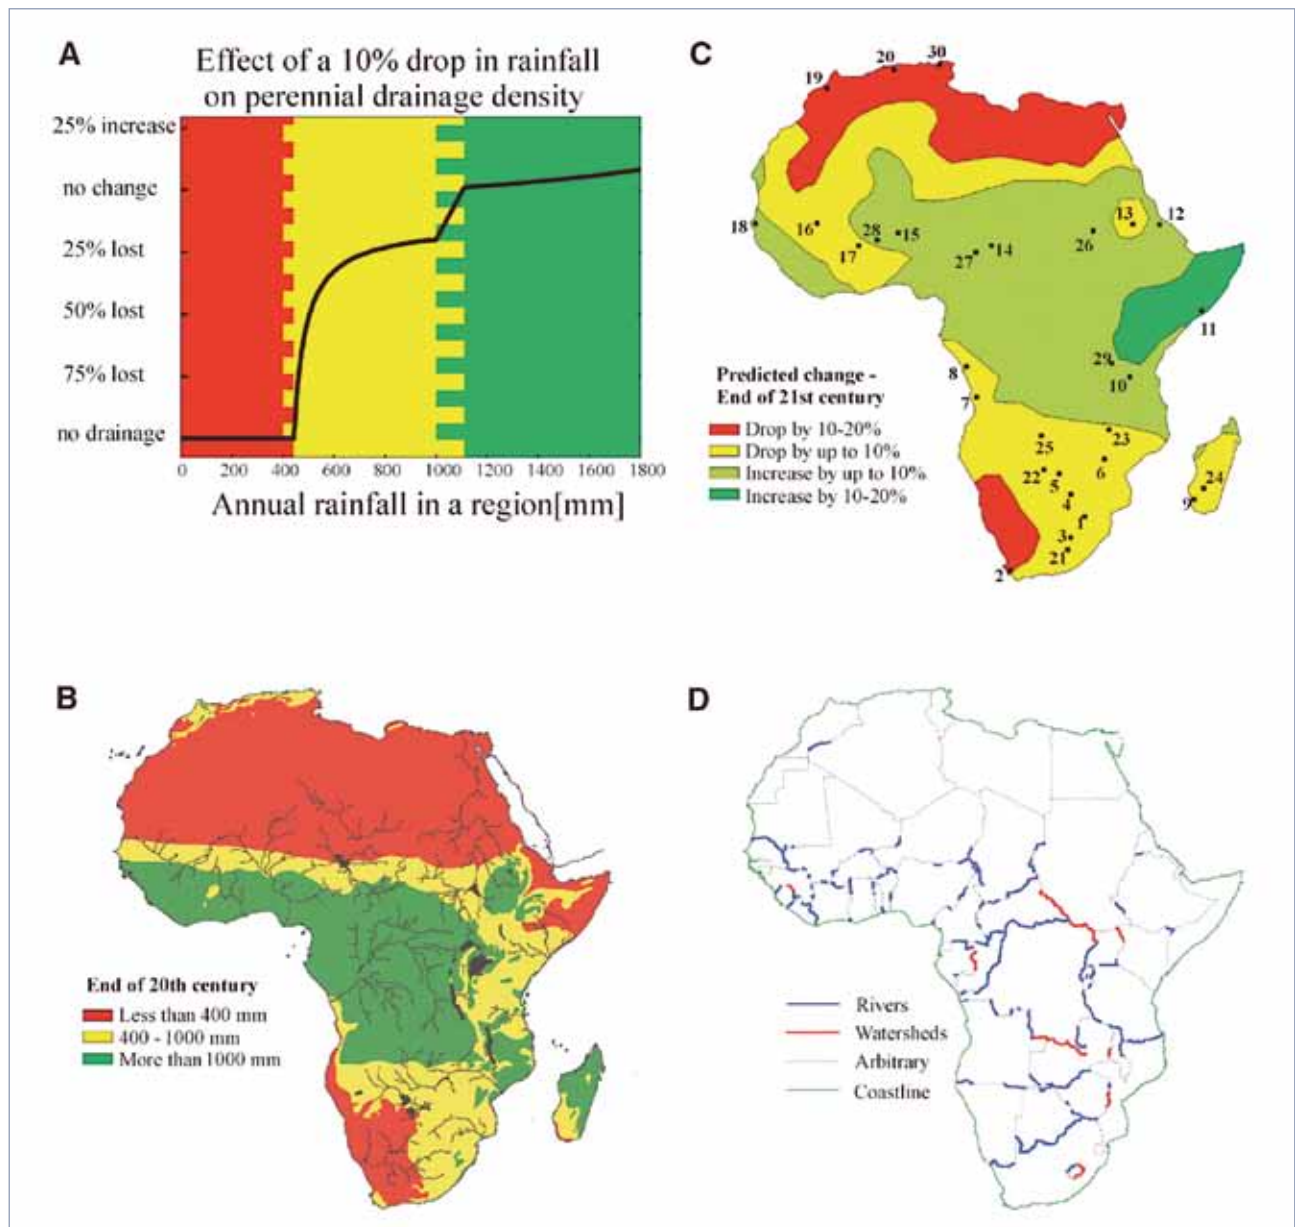 A
Effect of a 10% drop in rainfall
on perennial drainage density
25% increase
no change
25% lost
50% lost
75% lost
no drainage
0 200 400 600 800 1000 1200 1400 1600 1800
Annual rainfall in a region[mm]
C
30
20
19
18
16
17
28
15
27
14
26
13
12
11
29
10
8
7
25
23
22
5
6
4
1
3
21
2
24
9
Predicted change -
End of 21st century
Drop by 10-20%
Drop by up to 10%
Increase by up to 10%
Increase by 10-20%
B
End of 20th century
Less than 400 mm
400 - 1000 mm
More than 1000 mm
D
Rivers
Watersheds
Arbitrary
Coastline